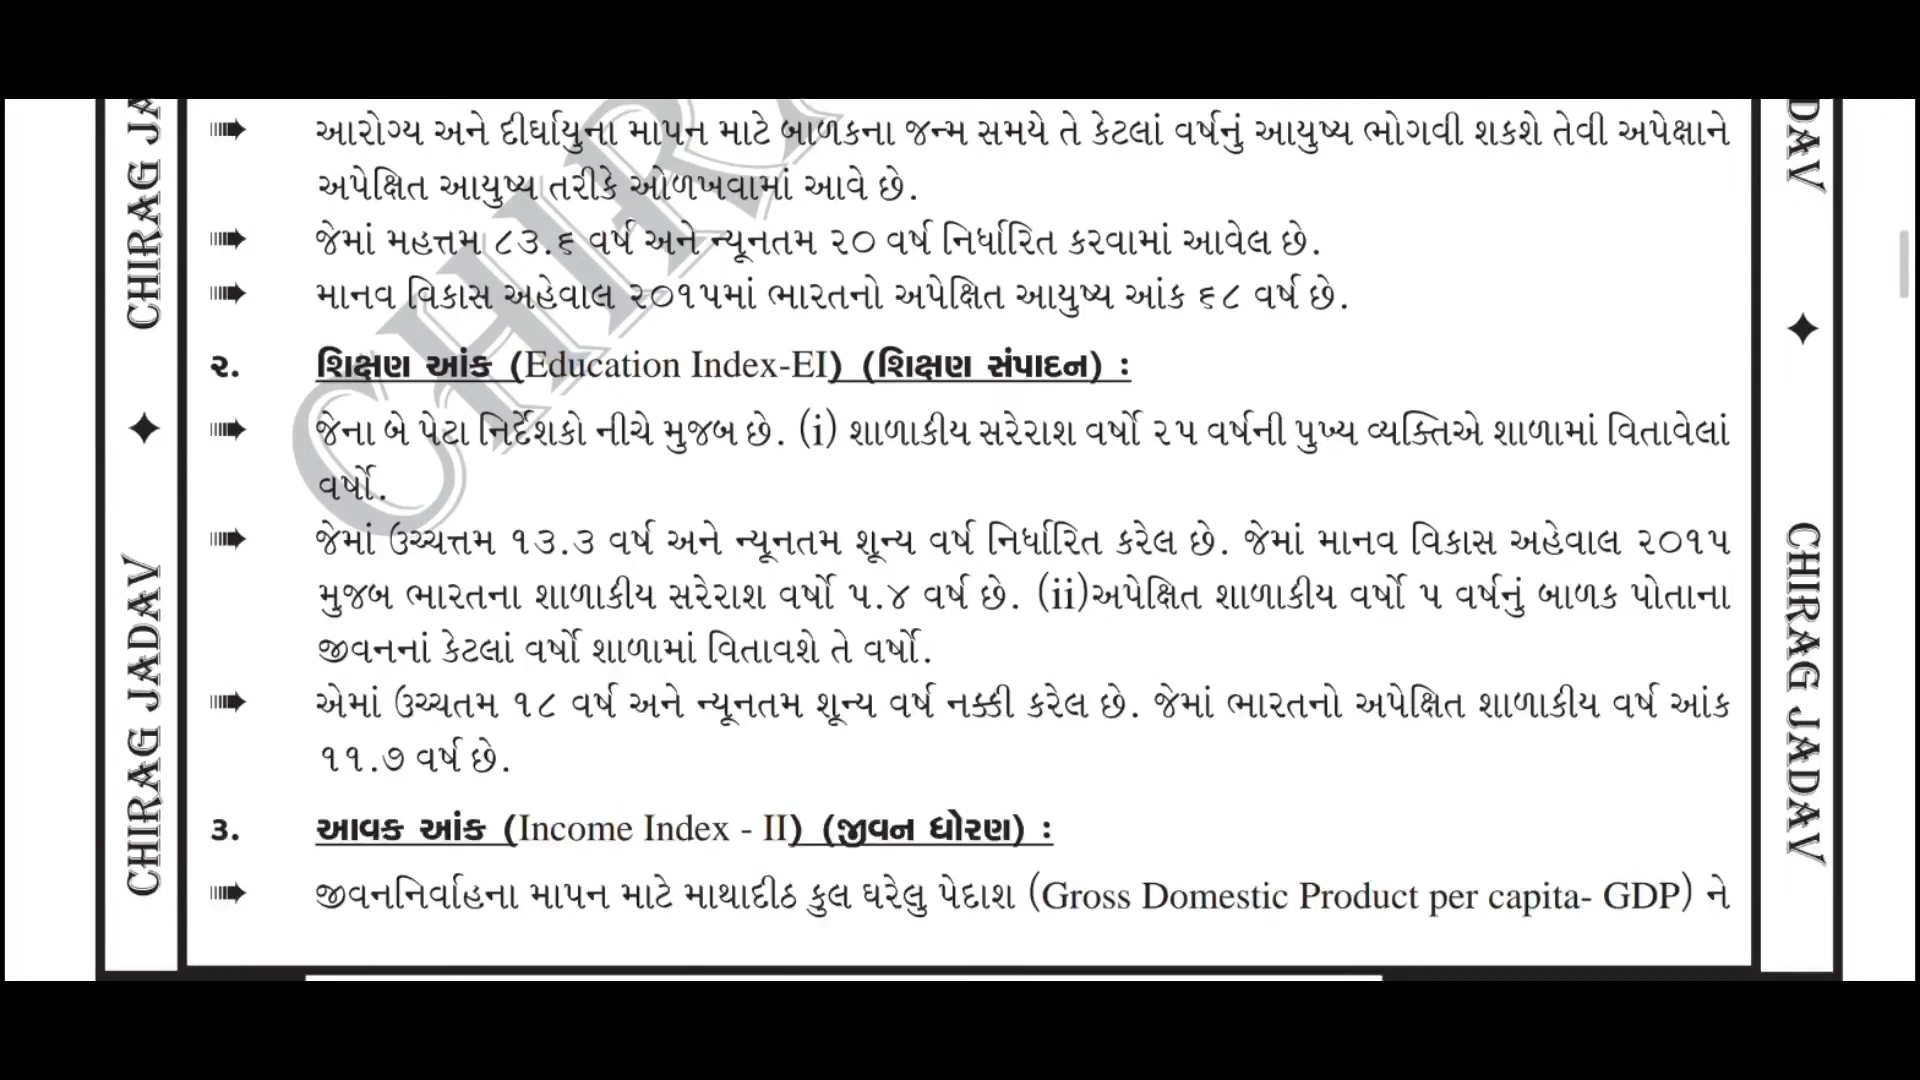 ➠ આરોગ્ય અને દીર્ઘાયુના માપન માટે બાળકના જન્મ સમયે તે કેટલાં વર્ષનું આયુષ્ય ભોગવી શકશે તેવી અપેક્ષાને
અપેક્ષિત આયુષ્ય તરીકે ઓળખવામાં આવે છે.
➠ જેમાં મહત્તમ ૮૩.૬ વર્ષ અને ન્યૂનતમ ૨૦ વર્ષ નિર્ધારિત કરવામાં આવેલ છે.
➠ માનવ વિકાસ અહેવાલ ૨૦૧૫માં ભારતનો અપેક્ષિત આયુષ્ય આંક ૬૮ વર્ષ છે.
૨. શિક્ષણ આંક (Education Index-EI) (શિક્ષણ સંપાદન) :
➠ જેના બે પેટા નિર્દેશકો નીચે મુજબ છે. (i) શાળાકીય સરેરાશ વર્ષો ૨૫ વર્ષની પુખ્ય વ્યક્તિએ શાળામાં વિતાવેલાં
વર્ષો.
➠ જેમાં ઉચ્ચત્તમ ૧૩.૩ વર્ષ અને ન્યૂનતમ શૂન્ય વર્ષ નિર્ધારિત કરેલ છે. જેમાં માનવ વિકાસ અહેવાલ ૨૦૧૫
મુજબ ભારતના શાળાકીય સરેરાશ વર્ષો ૫.૪ વર્ષ છે. (ii)અપેક્ષિત શાળાકીય વર્ષો ૫ વર્ષનું બાળક પોતાના
જીવનનાં કેટલાં વર્ષો શાળામાં વિતાવશે તે વર્ષો.
➠ એમાં ઉચ્ચતમ ૧૮ વર્ષ અને ન્યૂનતમ શૂન્ય વર્ષ નક્કી કરેલ છે. જેમાં ભારતનો અપેક્ષિત શાળાકીય વર્ષ આંક
૧૧.૭ વર્ષ છે.
૩. આવક આંક (Income Index - II) (જીવન ધોરણ) :
➠ જીવનનિર્વાહના માપન માટે માથાદીઠ કુલ ઘરેલુ પેદાશ (Gross Domestic Product per capita- GDP) ને
CHIRAG JA
CHIRAG JADAV
DAV
CHIRAG JADAV
CHIR